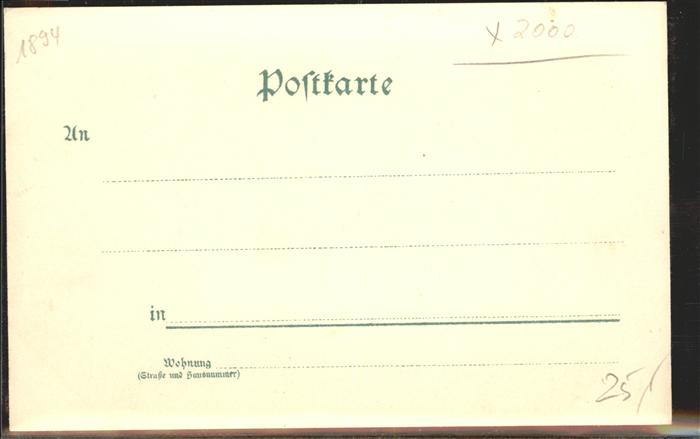 1894
x 2000
Postkarte
An
in
Wohnung
(Straße und Hausnummer)
25/